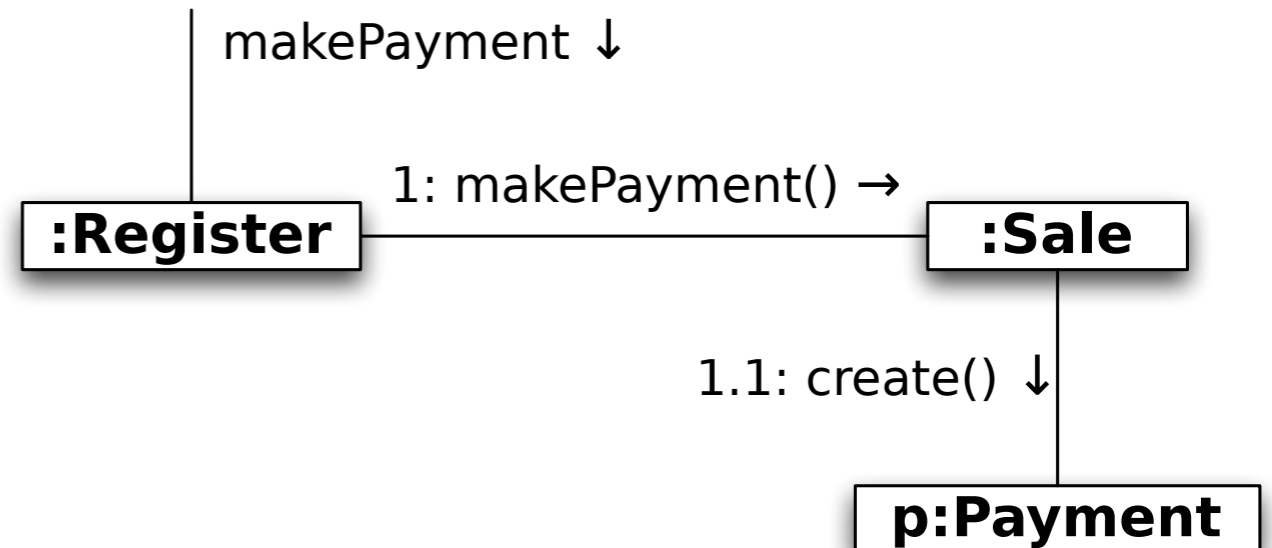 makePayment ↓
1: makePayment() →
:Register
:Sale
1.1: create() ↓
p:Payment